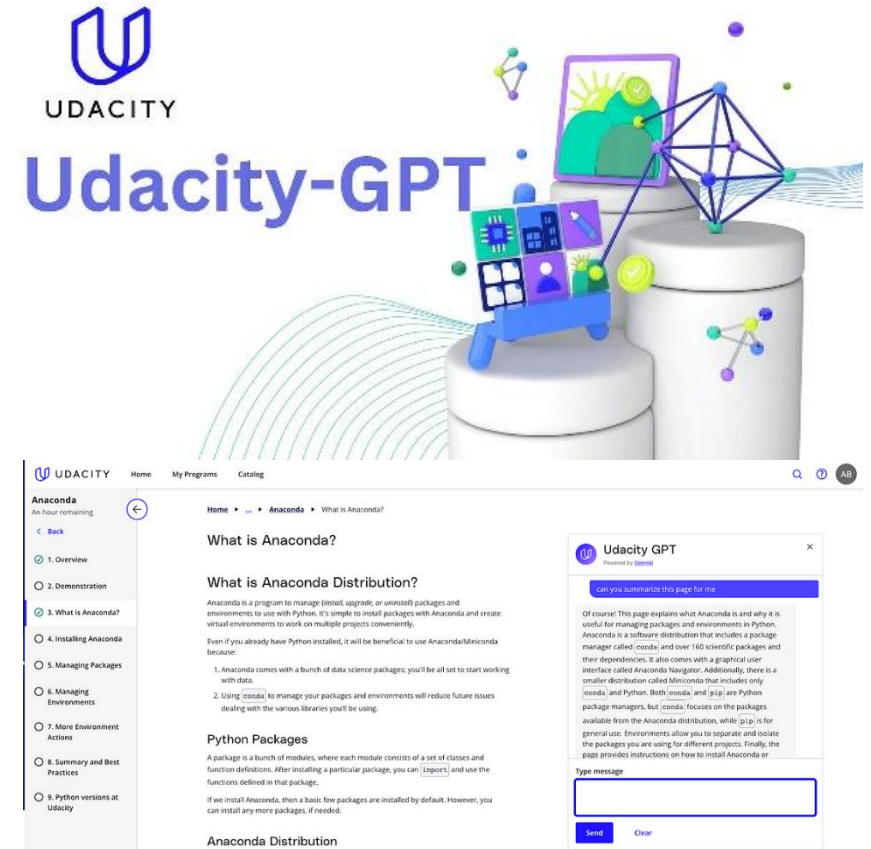 UDACITY
Udacity-GPT
UDACITY
Home
My Programs
Catalog
AB
Anaconda
An hour remaining
Back
1. Overview
2. Demonstration
3. What is Anaconda?
4. Installing Anaconda
5. Managing Packages
6. Managing
Environments
7. More Environment
Actions
8. Summary and Best
Practices
9. Python versions at
Udacity
Home ▸ ... ▸ Anaconda ▸ What is Anaconda?
What is Anaconda?
What is Anaconda Distribution?
Anaconda is a program to manage (install, upgrade, or uninstall) packages and
environments to use with Python. It's simple to install packages with Anaconda and create
virtual environments to work on multiple projects conveniently.
Even if you already have Python installed, it will be beneficial to use Anaconda/Miniconda
because:
1. Anaconda comes with a bunch of data science packages; you'll be all set to start working
with data.
2. Using conda to manage your packages and environments will reduce future issues
dealing with the various libraries you'll be using.
Python Packages
A package is a bunch of modules, where each module consists of a set of classes and
function definitions. After installing a particular package, you can import and use the
functions defined in that package.
If we install Anaconda, then a basic few packages are installed by default. However, you
can install any more packages, if needed.
Anaconda Distribution
Udacity GPT
Powered by OpenAI
can you summarize this page for me
Of course! This page explains what Anaconda is and why it is
useful for managing packages and environments in Python.
Anaconda is a software distribution that includes a package
manager called conda and over 160 scientific packages and
their dependencies. It also comes with a graphical user
interface called Anaconda Navigator. Additionally, there is a
smaller distribution called Miniconda that includes only
conda and Python. Both conda and pip are Python
package managers, but conda focuses on the packages
available from the Anaconda distribution, while pip is for
general use. Environments allow you to separate and isolate
the packages you are using for different projects. Finally, the
page provides instructions on how to install Anaconda or
Type message
Send
Clear